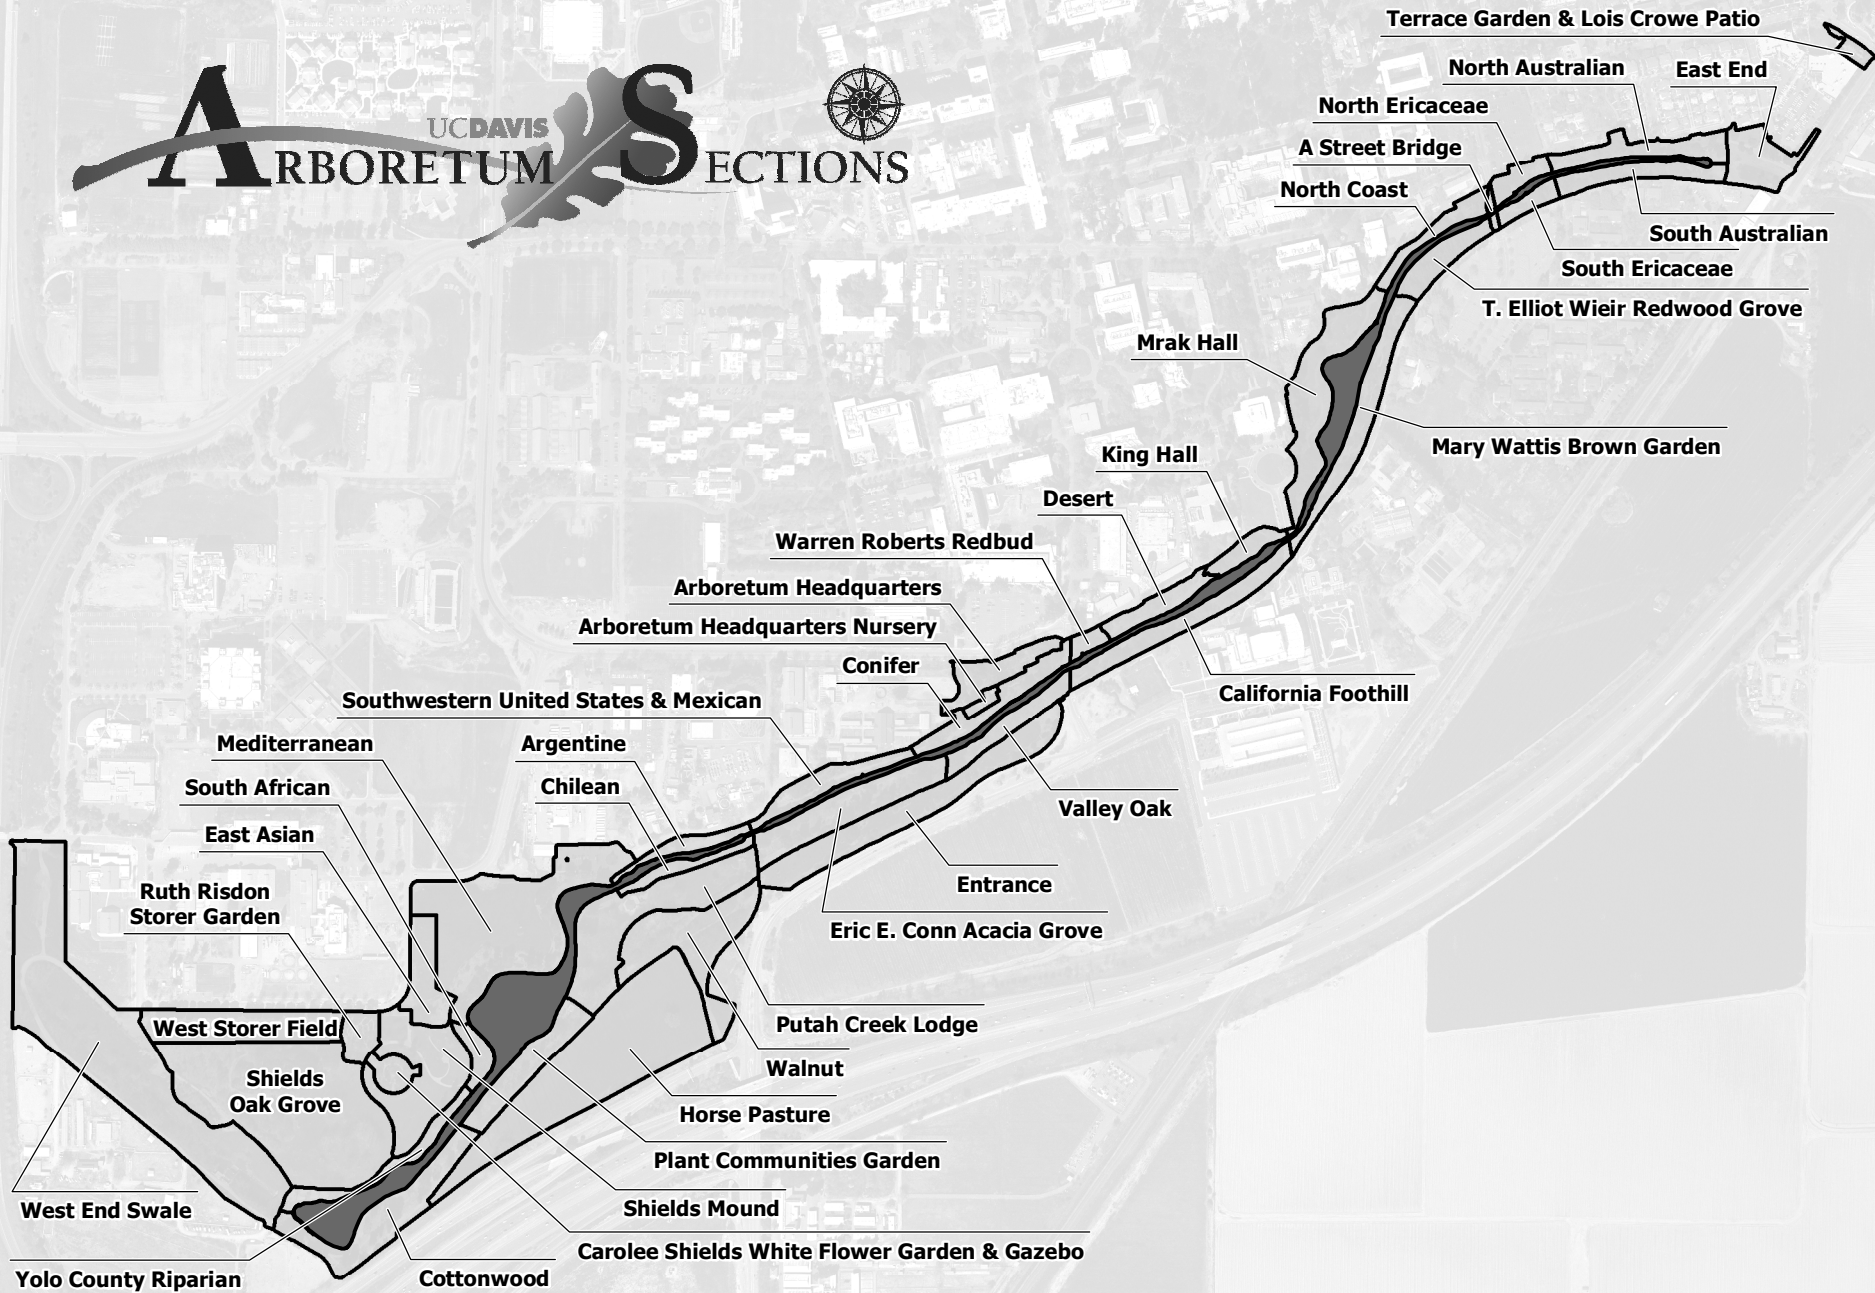 UCDAVIS
ARBORETUM SECTIONS
Terrace Garden & Lois Crowe Patio
North Australian
East End
North Ericaceae
A Street Bridge
North Coast
South Australian
South Ericaceae
T. Elliot Wieir Redwood Grove
Mrak Hall
Mary Wattis Brown Garden
King Hall
Desert
Warren Roberts Redbud
Arboretum Headquarters
Arboretum Headquarters Nursery
Conifer
California Foothill
Southwestern United States & Mexican
Mediterranean
Argentine
South African
Chilean
Valley Oak
East Asian
Entrance
Ruth Risdon
Storer Garden
Eric E. Conn Acacia Grove
West Storer Field
Putah Creek Lodge
Walnut
Shields
Oak Grove
Horse Pasture
Plant Communities Garden
West End Swale
Shields Mound
Carolee Shields White Flower Garden & Gazebo
Yolo County Riparian
Cottonwood